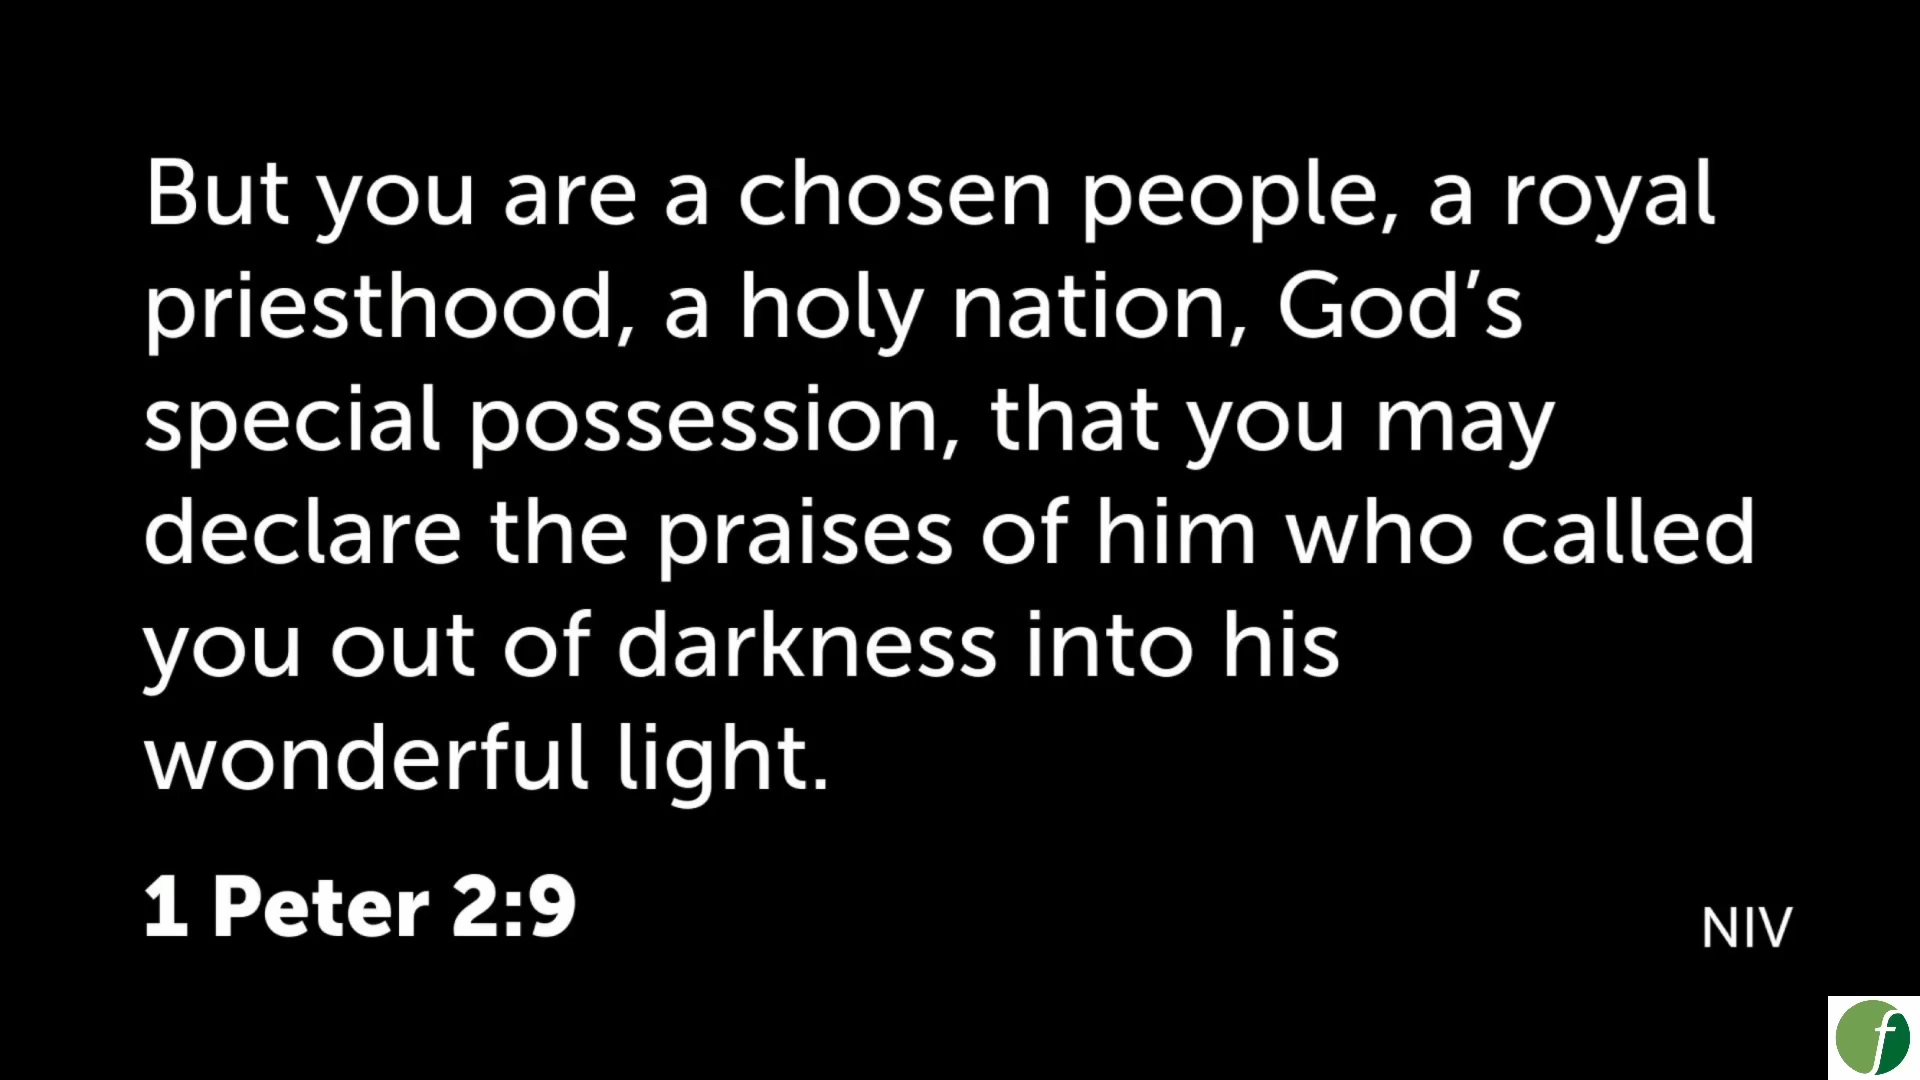 But you are a chosen people, a royal
priesthood, a holy nation, God’s
special possession, that you may
declare the praises of him who called
you out of darkness into his
wonderful light.
1 Peter 2:9
NIV
f